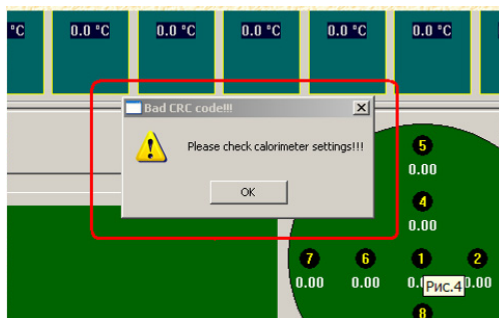 °C 0.0 °C 0.0 °C 0.0 °C 0.0 °C 0.0 °C
Bad CRC code!!!
Please check calorimeter settings!!!
OK
5
0.00
4
0.00
7 6 1 2
0.00 0.00 0.00
Рис.4
8